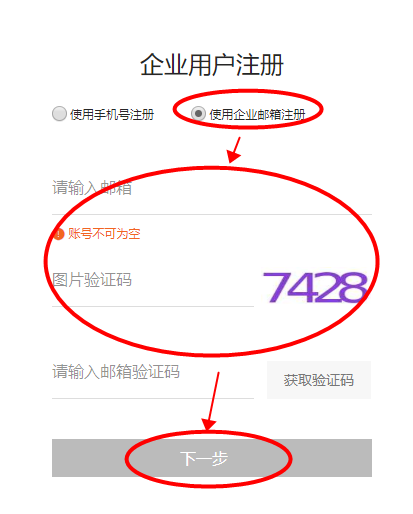 企业用户注册
使用手机号注册 使用企业邮箱注册
请输入邮箱
账号不可为空
图片验证码 7428
请输入邮箱验证码 获取验证码
下一步